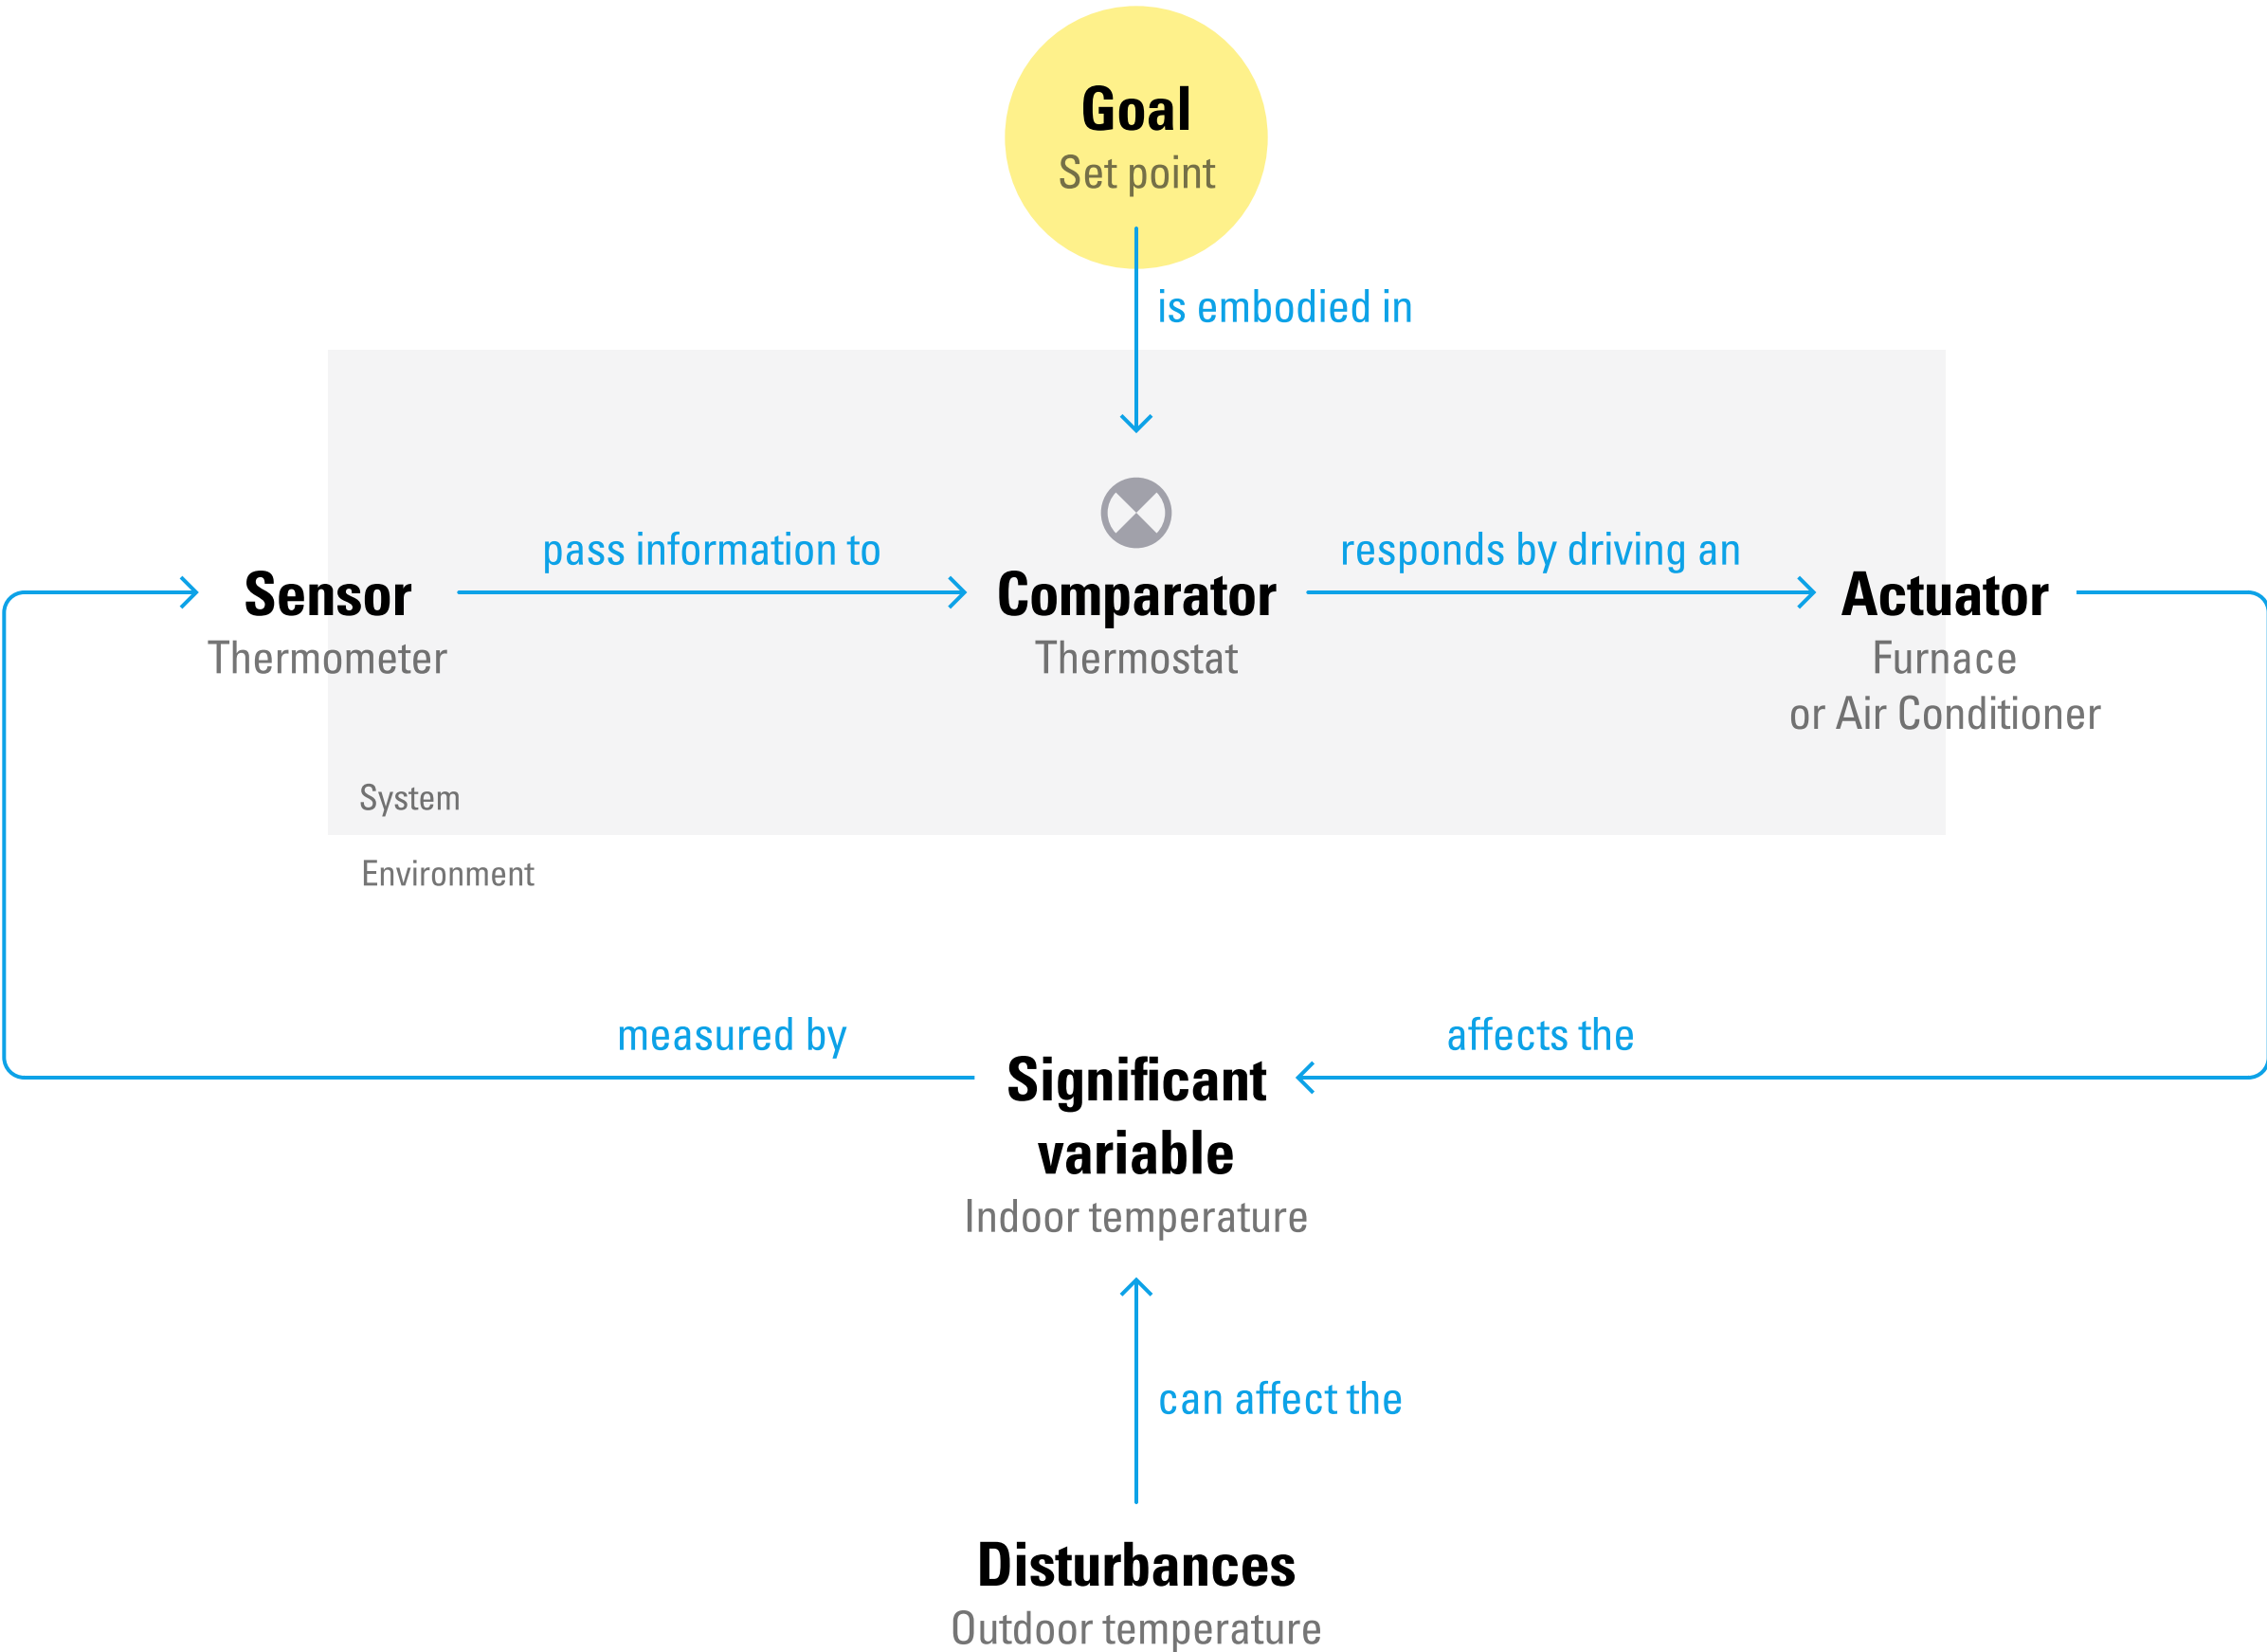 Goal
Set point
is embodied in
pass information to
responds by driving an
Sensor
Thermometer
Comparator
Thermostat
Actuator
Furnace
or Air Conditioner
System
Environment
measured by
affects the
Significant
variable
Indoor temperature
can affect the
Disturbances
Outdoor temperature